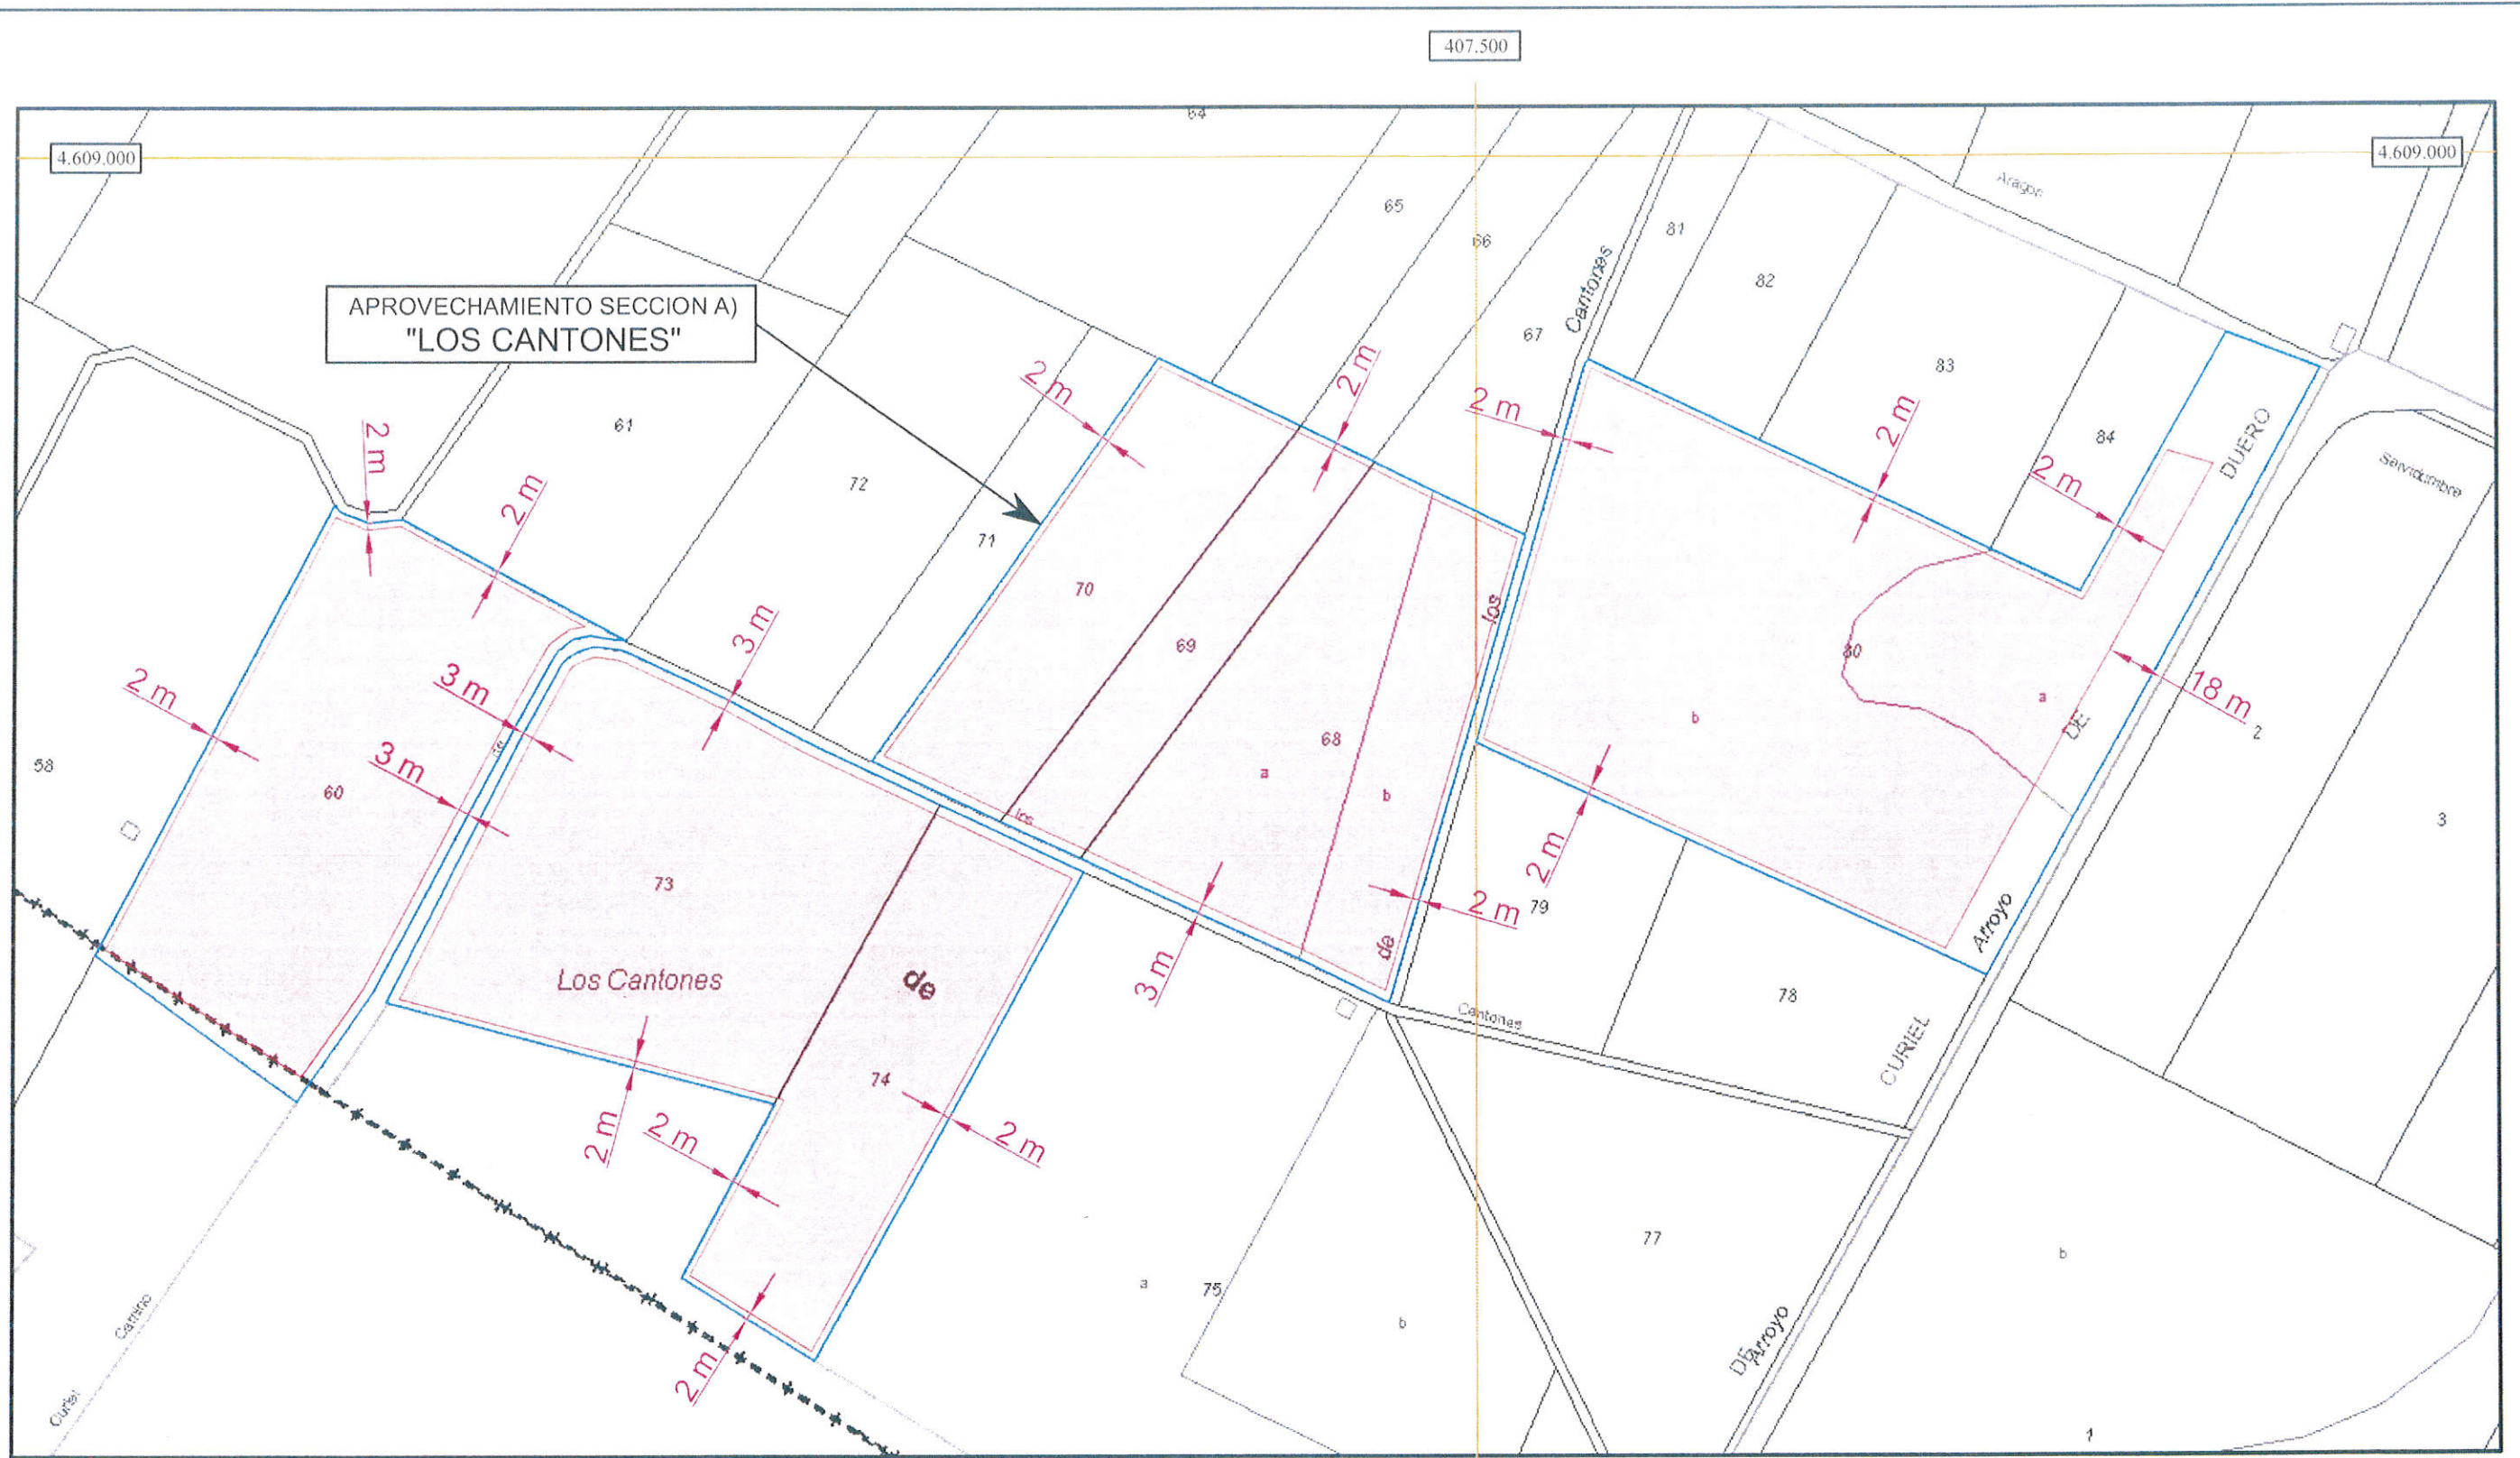 407.500
64
4.609.000
4.609.000
Aragon
65
81
66
82
Cantones
APROVECHAMIENTO SECCION A)
"LOS CANTONES"
67
83
2 m
2 m
2 m
2 m
84
DUERO
61
2 m
2 m
Salvidumbre
72
2 m
71
70
los
3 m
69
80
2 m
3 m
a
18 m
b
DE
2
68
3 m
58
a
60
b
los
3
73
2 m
2 m
79
Arroyo
de
Los Cantones
de
3 m
78
Cantones
CURIEL
74
2 m
2 m
2 m
77
b
a
75
Camino
b
DE
Arroyo
2 m
Curiel
1